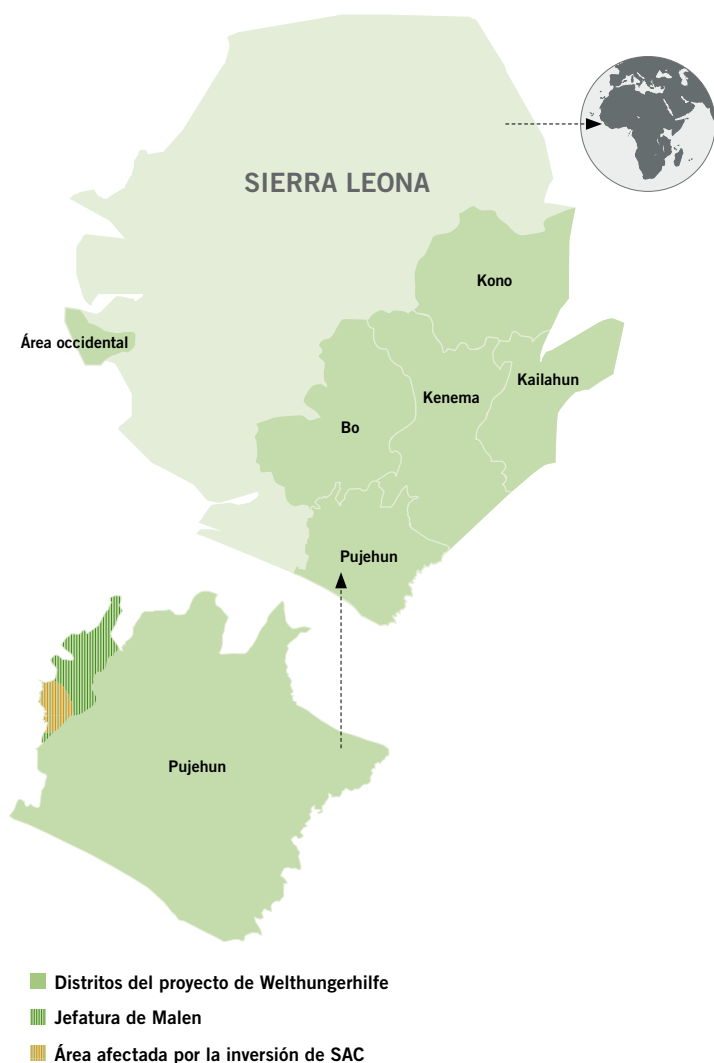 SIERRA LEONA
Kono
Área occidental
Kailahun
Kenema
Bo
Pujehun
Pujehun
Distritos del proyecto de Welthungerhilfe
Jefatura de Malen
Área afectada por la inversión de SAC